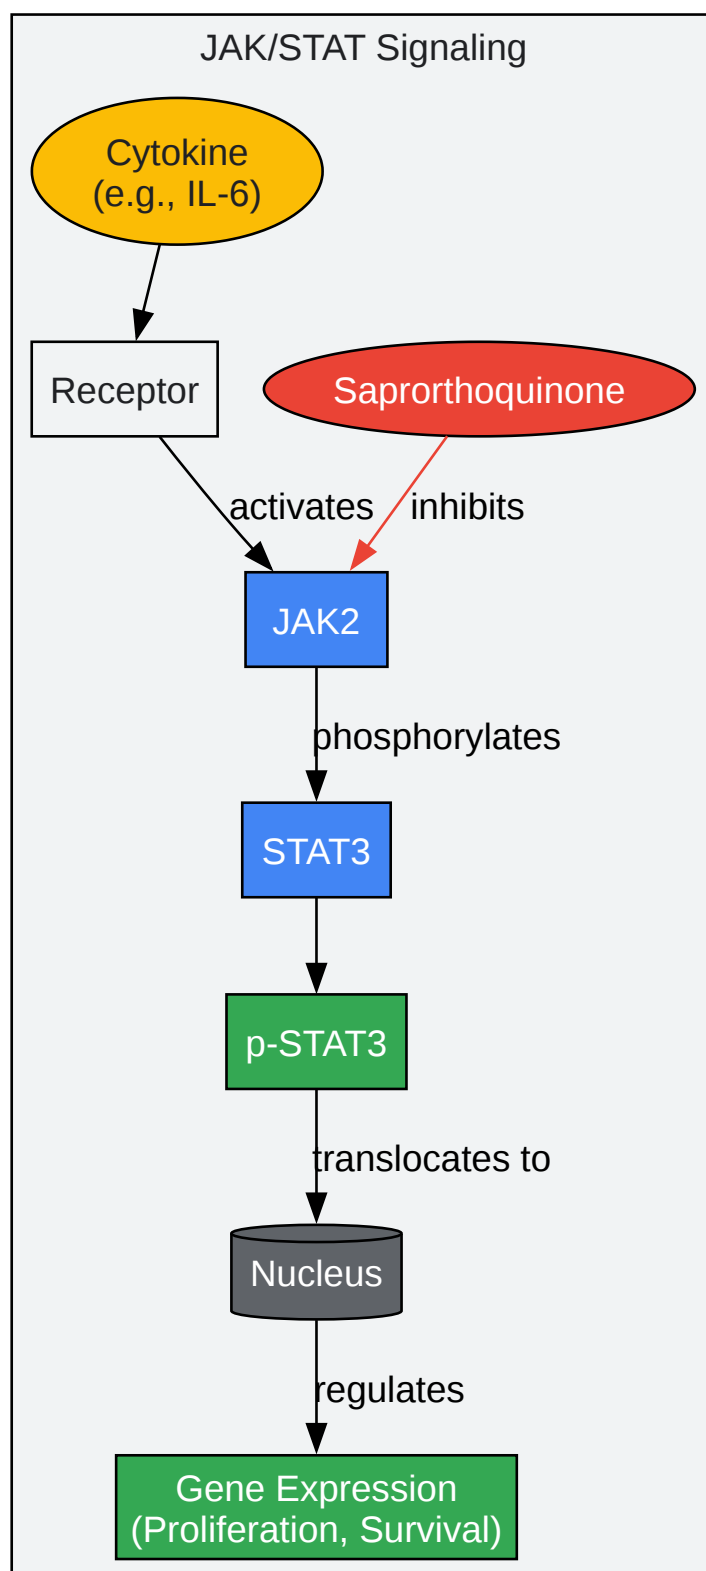 JAK/STAT Signaling
Cytokine
(e.g., IL-6)
Receptor
Saprorthoquinone
activates
inhibits
JAK2
phosphorylates
STAT3
p-STAT3
translocates to
Nucleus
regulates
Gene Expression
(Proliferation, Survival)